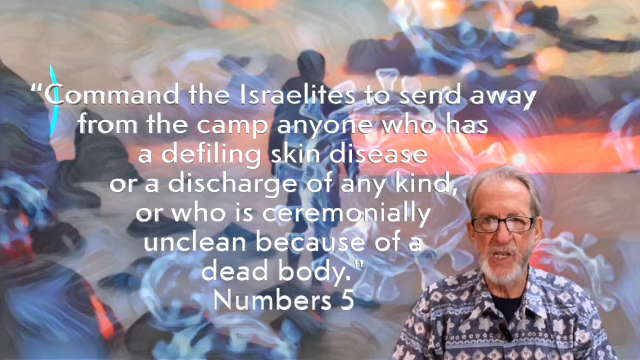 “Command the Israelites to send away
from the camp anyone who has
a defiling skin disease
or a discharge of any kind,
or who is ceremonially
unclean because of a
dead body."
Numbers 5